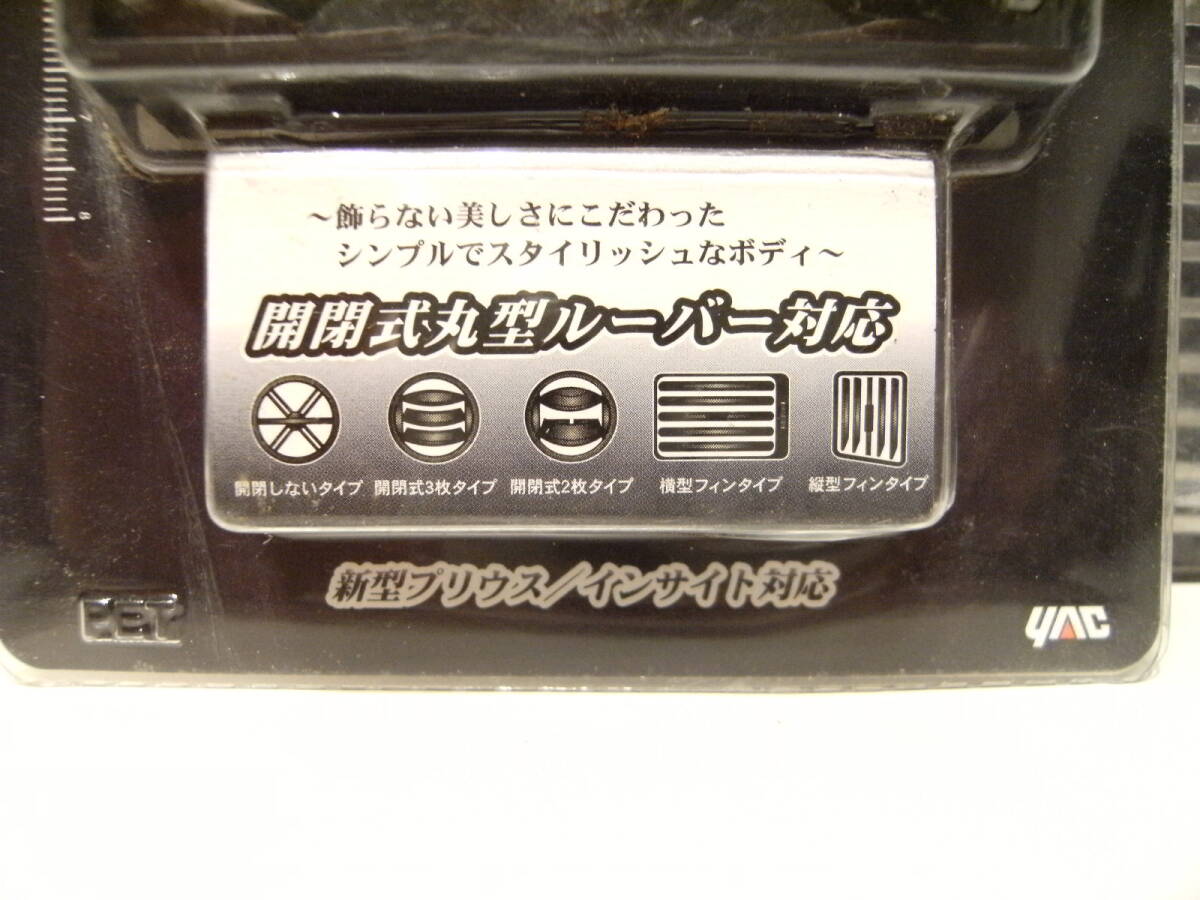 7
8
～飾らない美しさにこだわった
シンプルでスタイリッシュなボディ～
開閉式丸型ルーバー対応
開閉しないタイプ 開閉式3枚タイプ 開閉式2枚タイプ 横型フィンタイプ 縦型フィンタイプ
新型プリウス/インサイト対応
PET
YAC